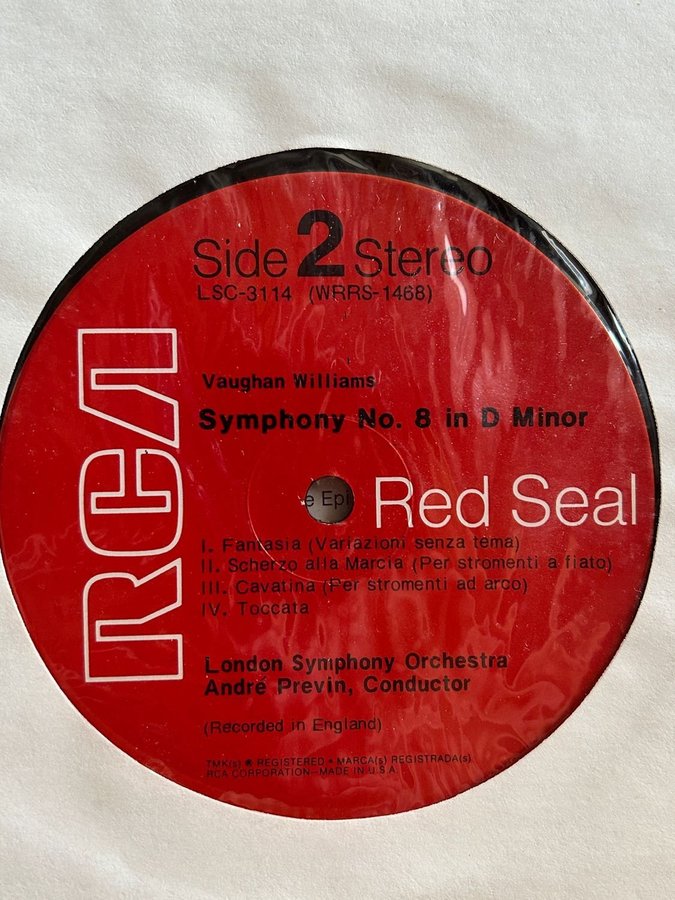 Side 2 Stereo
LSC-3114 (WRRS-1468)
Vaughan Williams
Symphony No. 8 in D Minor
RCA
Red Seal
e Epi
I. Fantasia (Variazioni senza tema)
II. Scherzo alla Marcia (Per stromenti a fiato)
III. Cavatina (Per stromenti ad arco)
IV. Toccata
London Symphony Orchestra
André Previn, Conductor
(Recorded in England)
TMK(s) ® REGISTERED • MARCA(s) REGISTRADA(s)
RCA CORPORATION–MADE IN U.S.A.